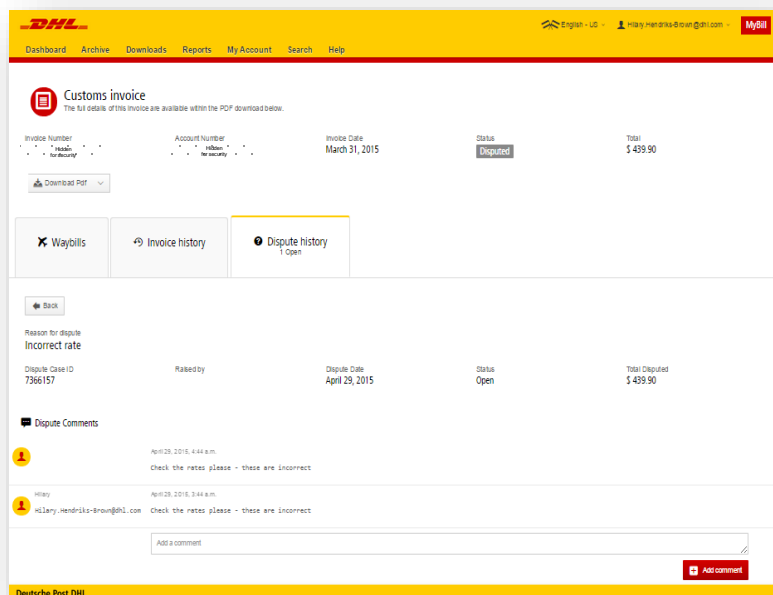 DHL
English - US
Hilary.Hendriks-Brown@dhl.com
MyBill
Dashboard Archive Downloads Reports My Account Search Help
Customs invoice
The full details of this invoice are available within the PDF download below.
Invoice Number Account Number Invoice Date Status Total
Hidden for security Hidden for security March 31, 2015 Disputed $ 439.90
Download Pdf
Waybills Invoice history Dispute history
1 Open
Back
Reason for dispute
Incorrect rate
Dispute Case ID Raised by Dispute Date Status Total Disputed
7366157 April 29, 2015 Open $ 439.90
Dispute Comments
April 29, 2015, 4:44 a.m.
Check the rates please - these are incorrect
Hilary April 29, 2015, 3:44 a.m.
Hilary.Hendriks-Brown@dhl.com Check the rates please - these are incorrect
Add a comment
Add comment
Deutsche Post DHL